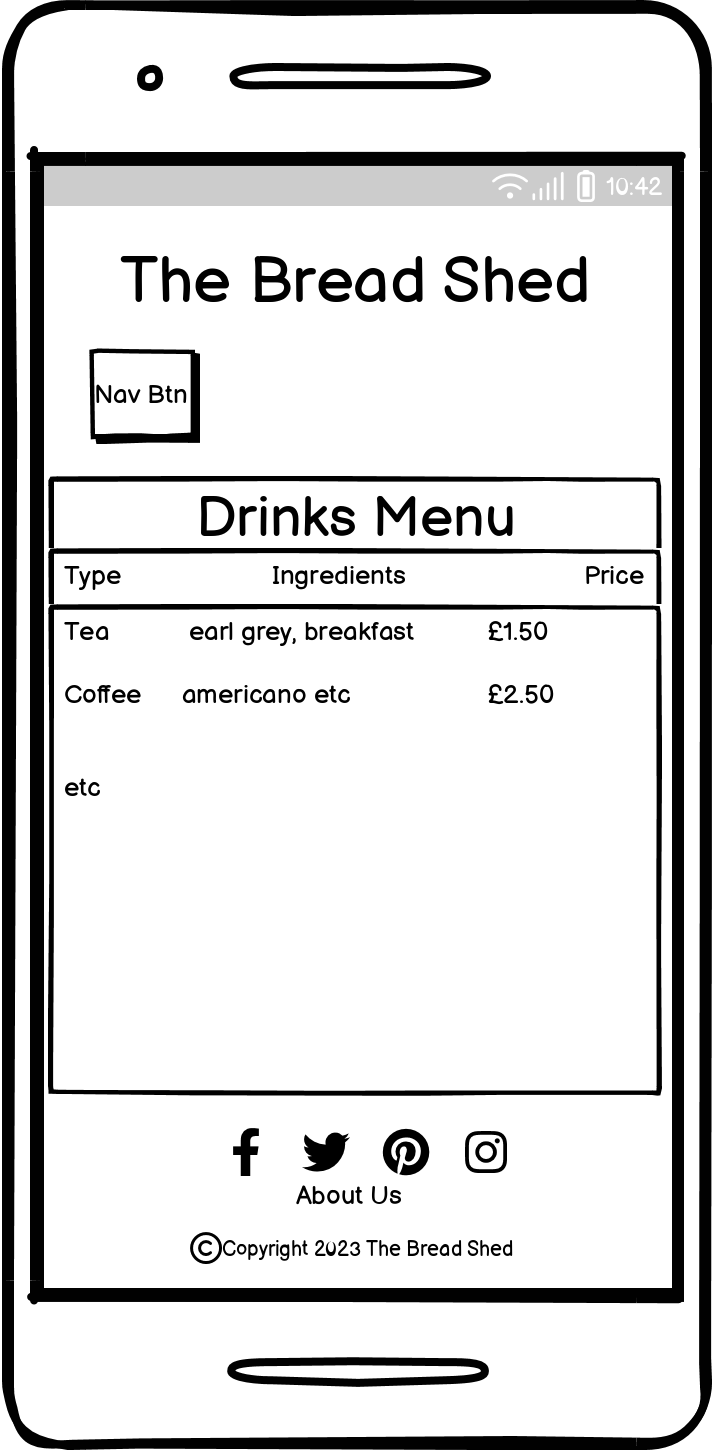 10:42
The Bread Shed
Nav Btn
Drinks Menu
Type Ingredients Price
Tea earl grey, breakfast £1.50
Coffee americano etc £2.50
etc
About Us
©Copyright 2023 The Bread Shed